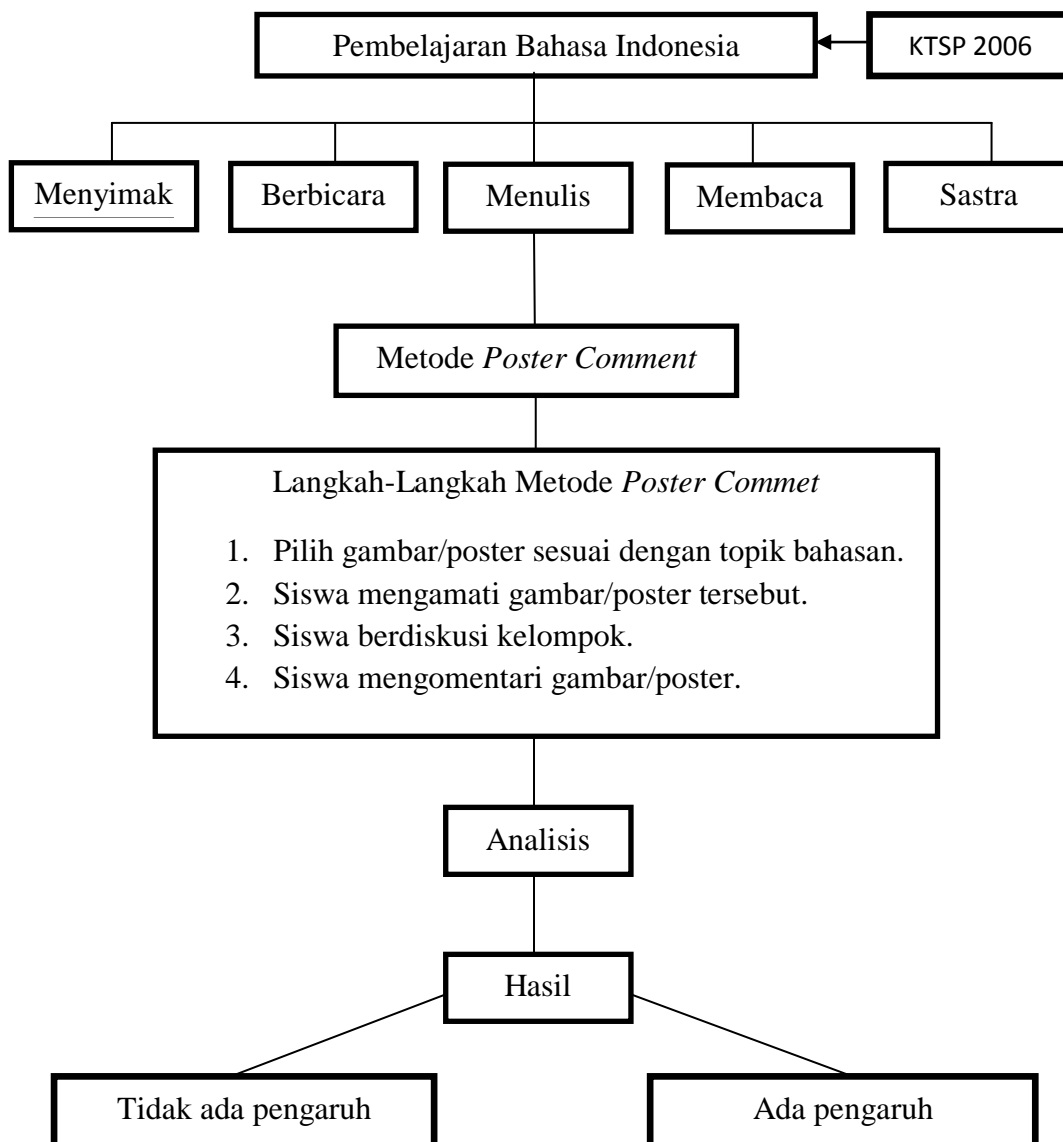 Pembelajaran Bahasa Indonesia
KTSP 2006
Menyimak
Berbicara
Menulis
Membaca
Sastra
Metode Poster Comment
Langkah-Langkah Metode Poster Commet
1. Pilih gambar/poster sesuai dengan topik bahasan.
2. Siswa mengamati gambar/poster tersebut.
3. Siswa berdiskusi kelompok.
4. Siswa mengomentari gambar/poster.
Analisis
Hasil
Tidak ada pengaruh
Ada pengaruh